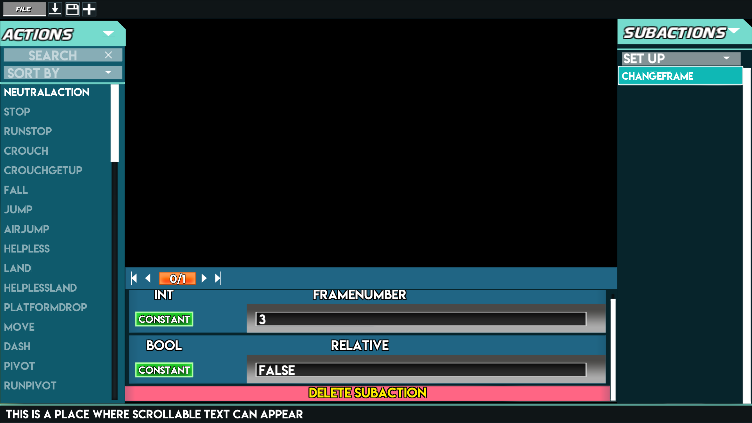 FILE
ACTIONS
SEARCH
SORT BY
NEUTRALACTION
STOP
RUNSTOP
CROUCH
CROUCHGETUP
FALL
JUMP
AIRJUMP
HELPLESS
LAND
HELPLESSLAND
PLATFORMDROP
MOVE
DASH
PIVOT
RUNPIVOT
0/1
INT FRAMENUMBER
CONSTANT 3
BOOL RELATIVE
CONSTANT FALSE
DELETE SUBACTION
SUBACTIONS
SET UP
CHANGEFRAME
THIS IS A PLACE WHERE SCROLLABLE TEXT CAN APPEAR